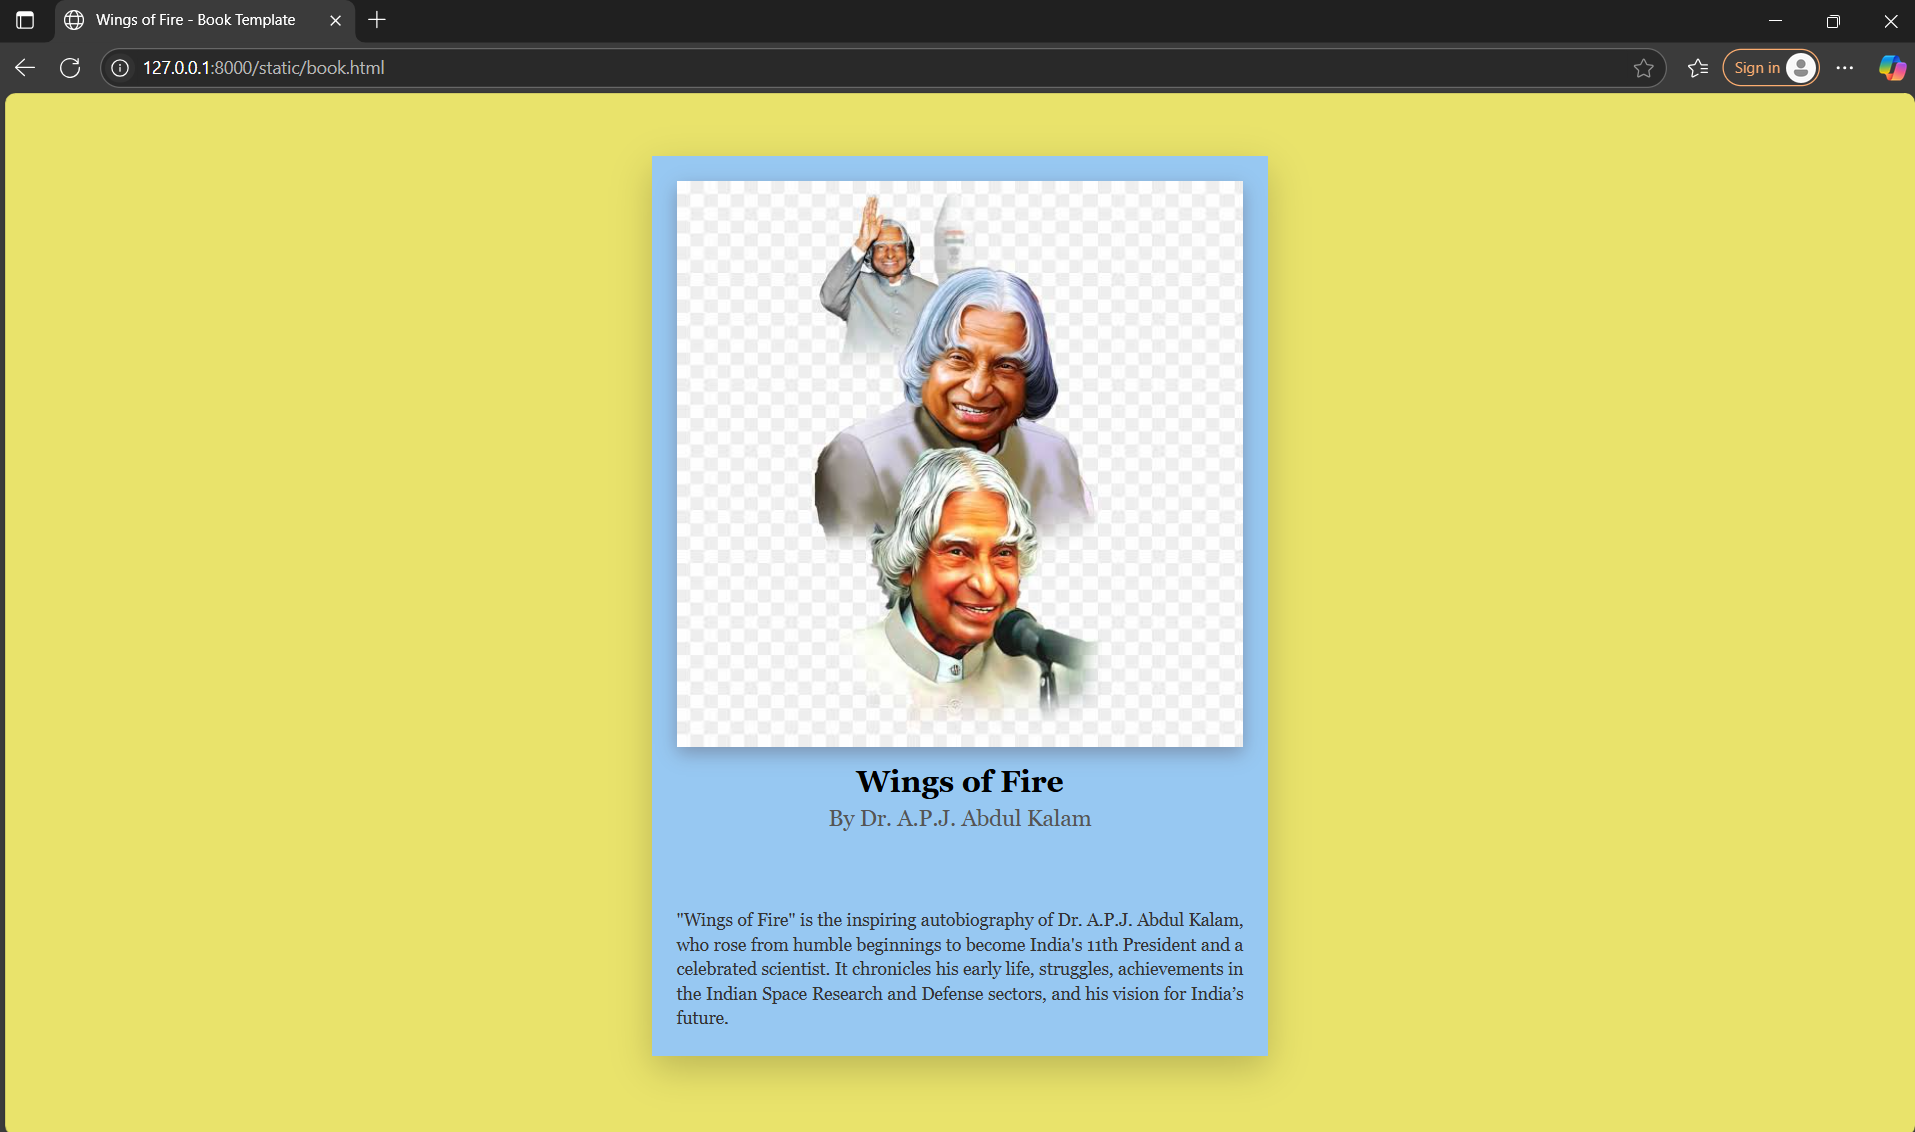 Wings of Fire - Book Template
127.0.0.1:8000/static/book.html
Sign in
Wings of Fire
By Dr. A.P.J. Abdul Kalam
"Wings of Fire" is the inspiring autobiography of Dr. A.P.J. Abdul Kalam,
who rose from humble beginnings to become India's 11th President and a
celebrated scientist. It chronicles his early life, struggles, achievements in
the Indian Space Research and Defense sectors, and his vision for India’s
future.